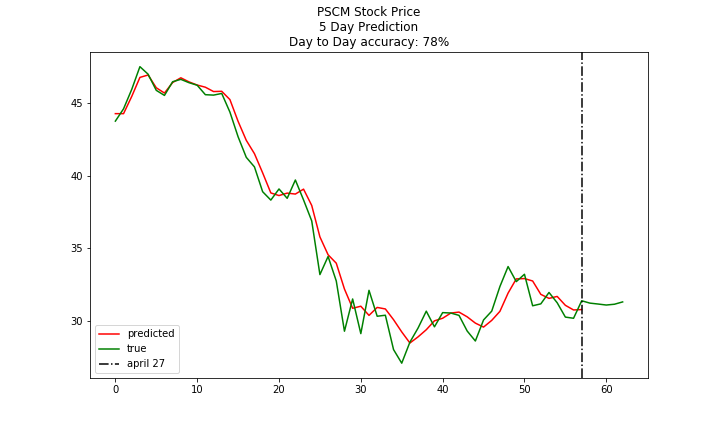 PSCM Stock Price
5 Day Prediction
Day to Day accuracy: 78%
45
40
35
30
predicted
true
april 27
0 10 20 30 40 50 60